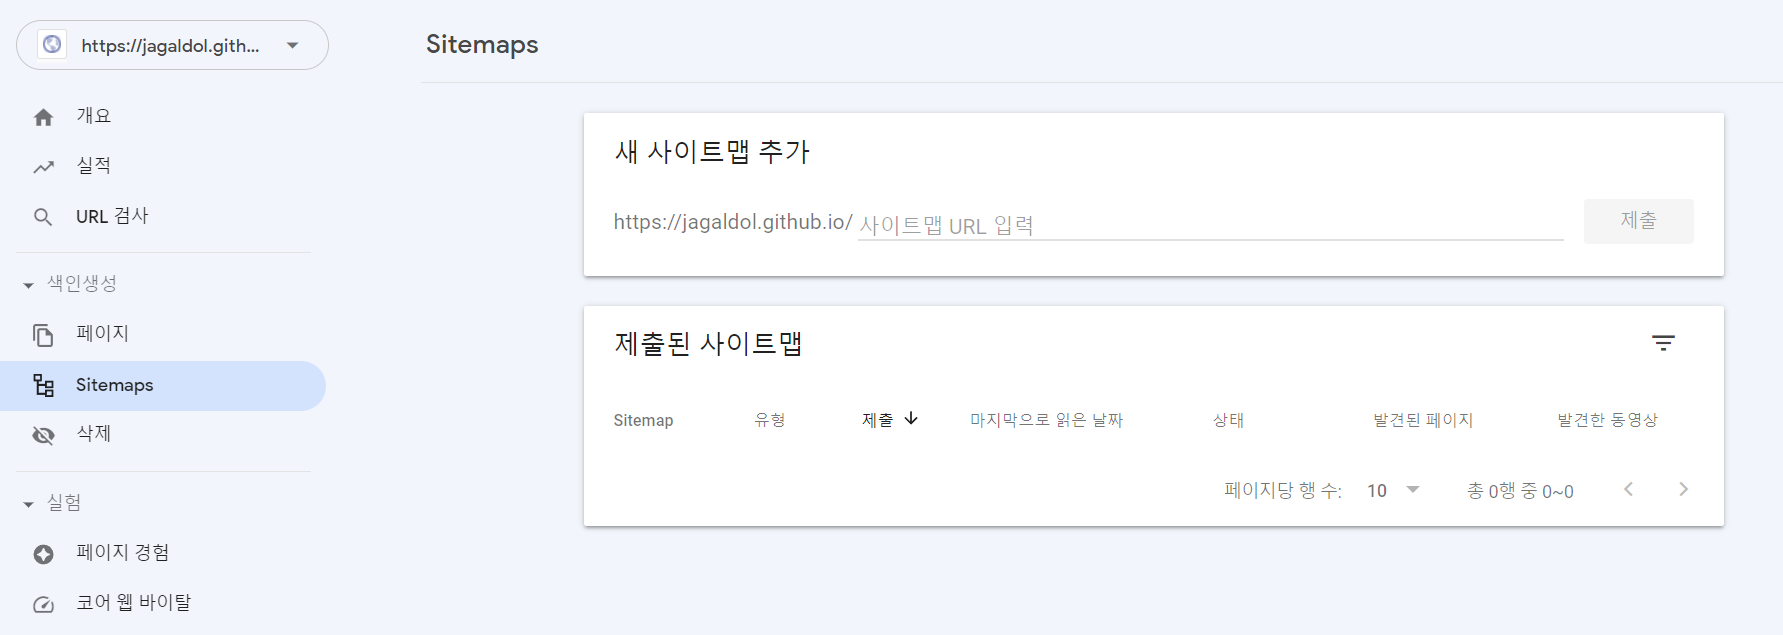 https://jagaldol.gith...
개요
실적
URL 검사
색인생성
페이지
Sitemaps
삭제
실험
페이지 경험
코어 웹 바이탈
Sitemaps
새 사이트맵 추가
https://jagaldol.github.io/ 사이트맵 URL 입력 제출
제출된 사이트맵
Sitemap 유형 제출 마지막으로 읽은 날짜 상태 발견된 페이지 발견한 동영상
페이지당 행 수: 10 총 0행 중 0~0